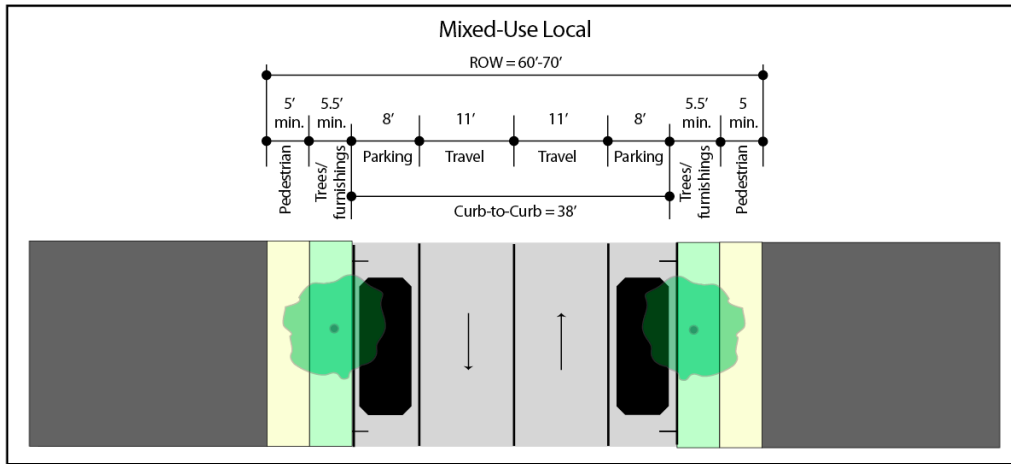 Mixed-Use Local
ROW = 60’-70’
5’ min.
5.5’ min.
8’
11’
11’
8’
5.5’ min.
5 min.
Pedestrian
Trees/
furnishings
Parking
Travel
Travel
Parking
Trees/
furnishings
Pedestrian
Curb-to-Curb = 38’